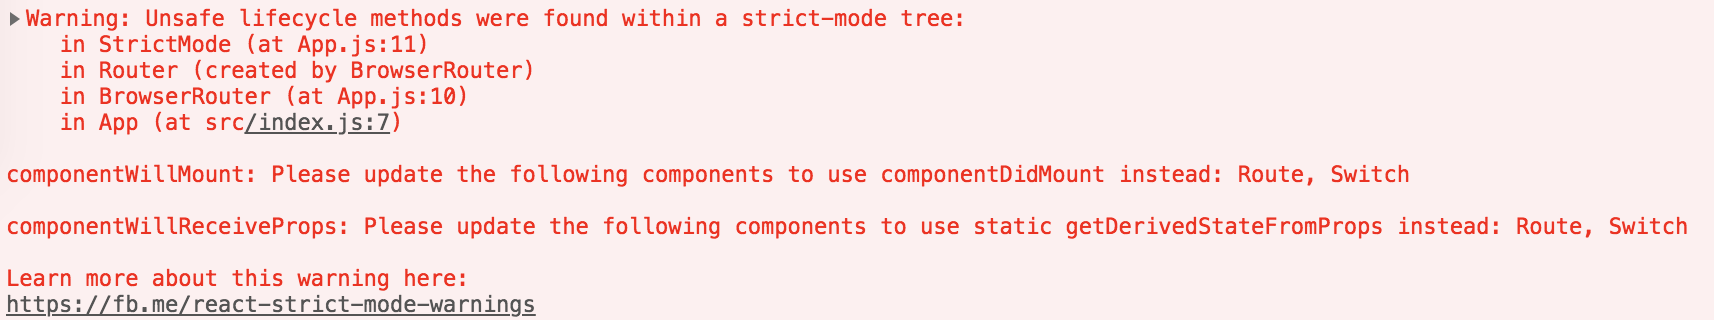 Warning: Unsafe lifecycle methods were found within a strict-mode tree:
in StrictMode (at App.js:11)
in Router (created by BrowserRouter)
in BrowserRouter (at App.js:10)
in App (at src/index.js:7)
componentWillMount: Please update the following components to use componentDidMount instead: Route, Switch
componentWillReceiveProps: Please update the following components to use static getDerivedStateFromProps instead: Route, Switch
Learn more about this warning here:
https://fb.me/react-strict-mode-warnings